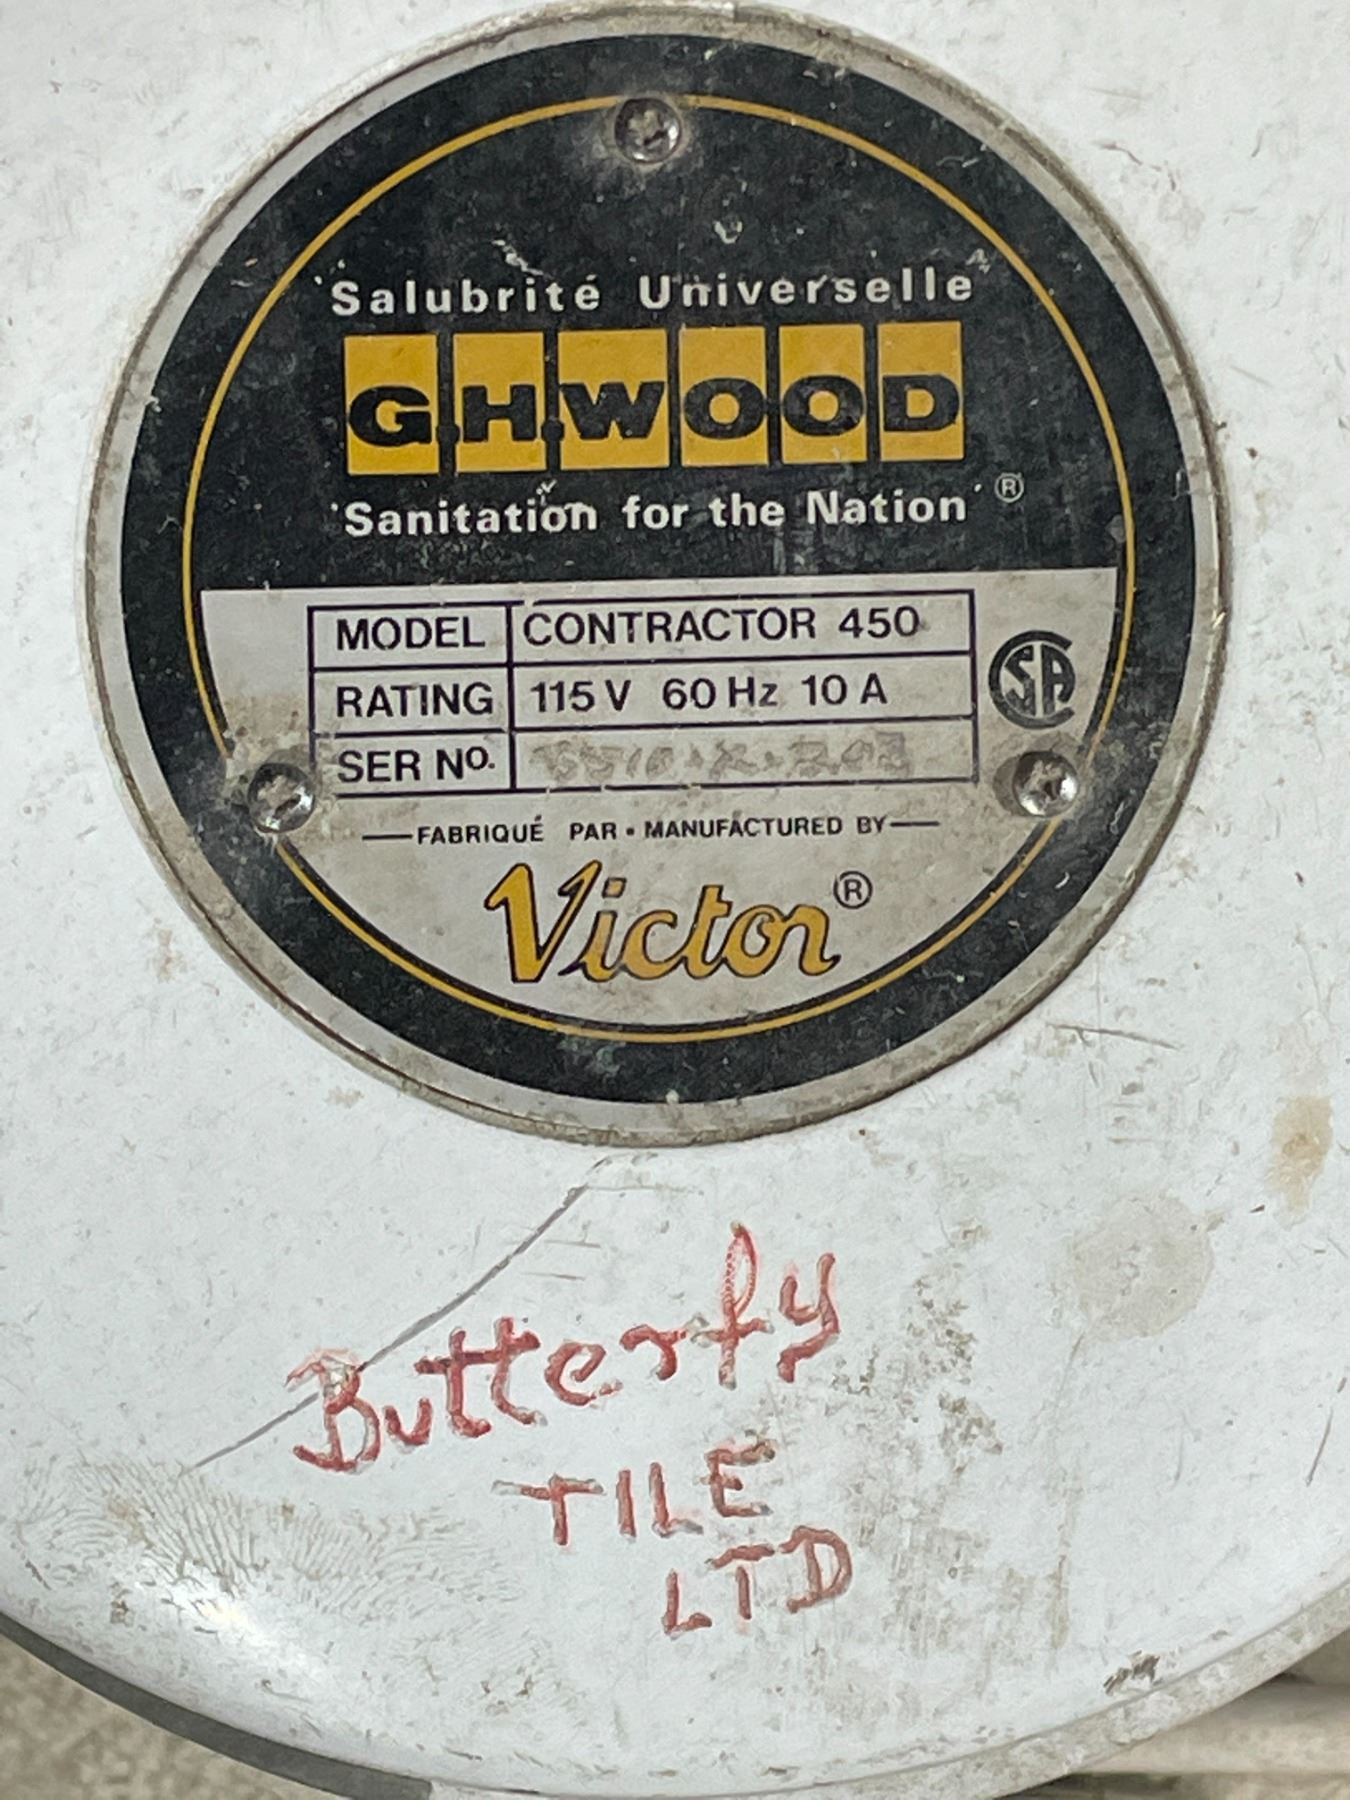 'Salubrité Universelle'
G.H.WOOD
'Sanitation for the Nation' ®
MODEL CONTRACTOR 450
RATING 115 V 60 Hz 10 A
SER NO.
CSA
FABRIQUÉ PAR • MANUFACTURED BY
Victor®
Butterfy
TILE
LTD